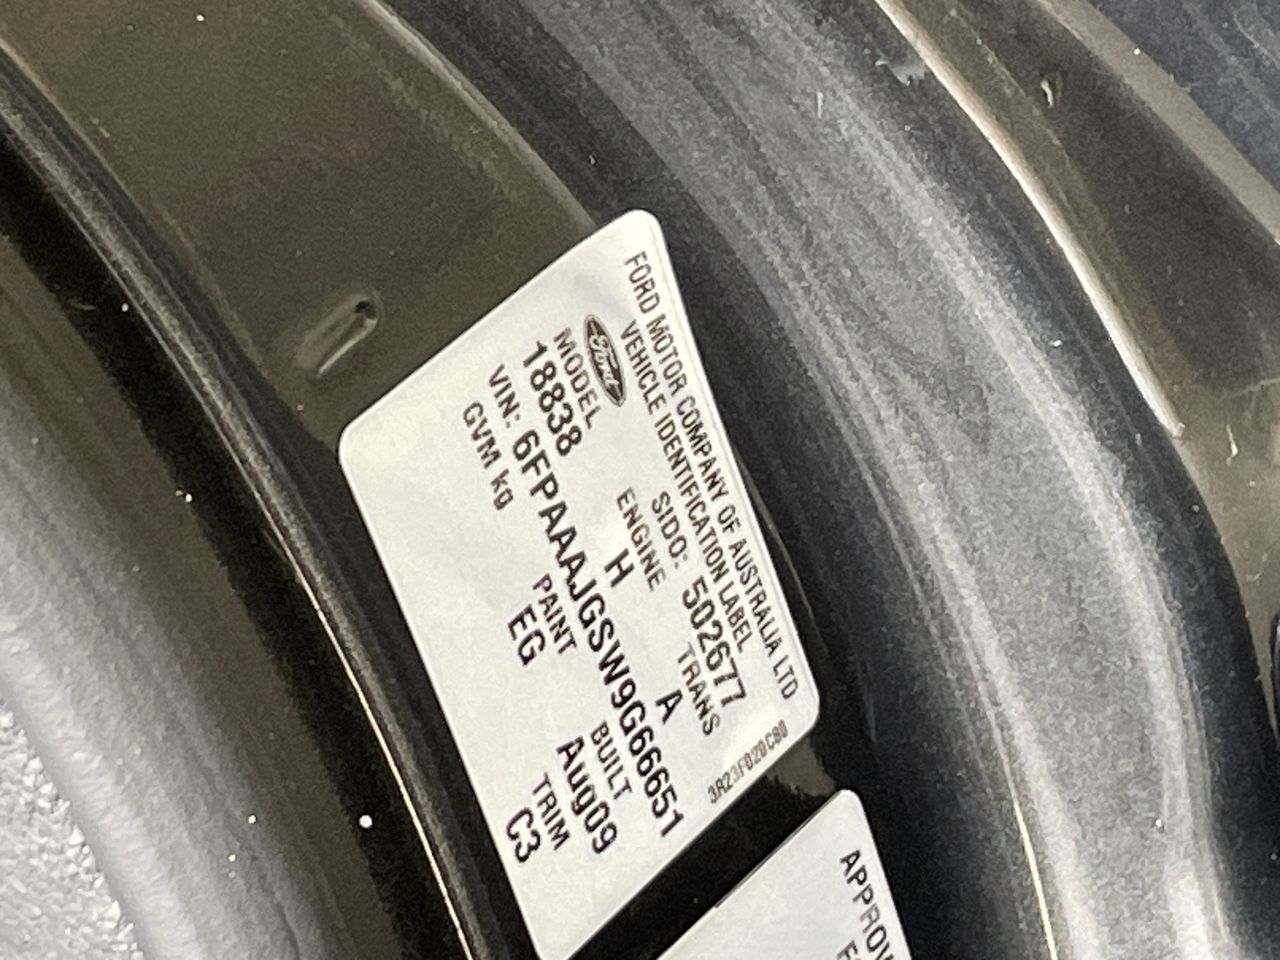 FORD MOTOR COMPANY OF AUSTRALIA LTD
VEHICLE IDENTIFICATION LABEL
Ford
SIDO: 502677
MODEL ENGINE TRANS
18838 H A
VIN: 6FPAAAJGSW9G66651
GVM kg PAINT BUILT
EG Aug09
TRIM
C3
3R23F020C80
APPROV